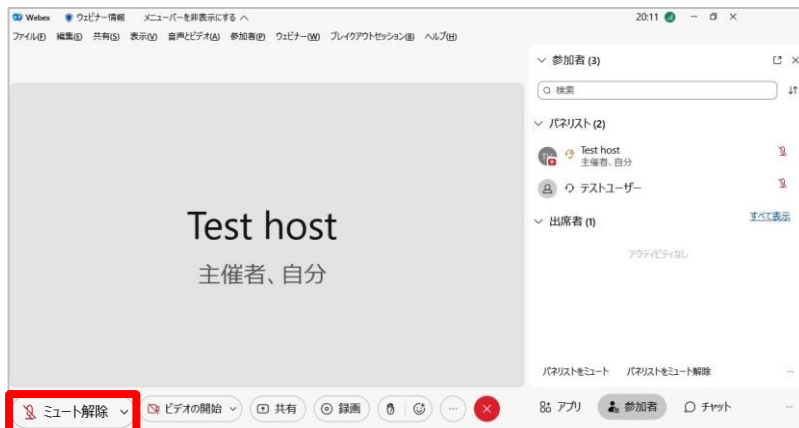 Webex ウェビナー情報 メニューバーを非表示にする 20:11
ファイル(F) 編集(E) 共有(S) 表示(V) 音声とビデオ(A) 参加者(P) ウェビナー(W) ブレイクアウトセッション(B) ヘルプ(H)
参加者 (3)
検索
パネリスト (2)
Test host
主催者、自分
テストユーザー
出席者 (1) すべて表示
アクティビティなし
Test host
主催者、自分
パネリストをミュート パネリストをミュート解除
ミュート解除 ビデオの開始 共有 録画 アプリ 参加者 チャット